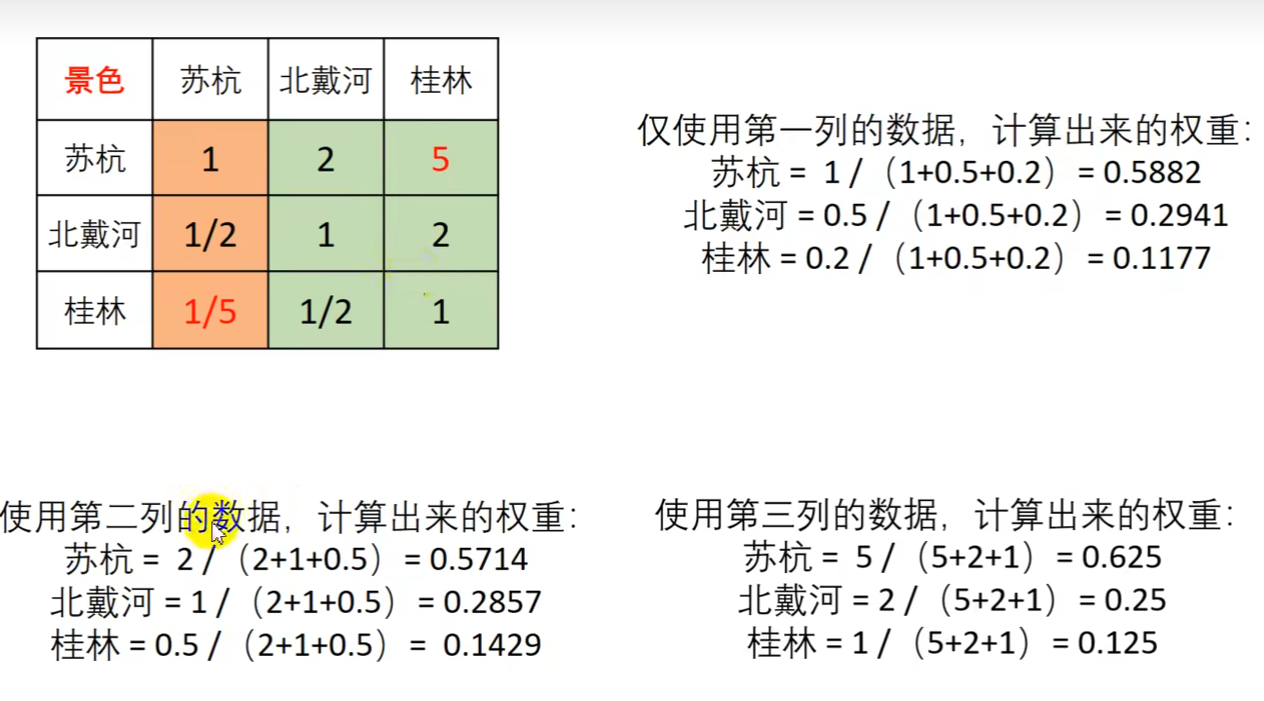 景色 苏杭 北戴河 桂林
苏杭 1 2 5
北戴河 1/2 1 2
桂林 1/5 1/2 1
仅使用第一列的数据，计算出来的权重：
苏杭 = 1 /（1+0.5+0.2）= 0.5882
北戴河 = 0.5 /（1+0.5+0.2）= 0.2941
桂林 = 0.2 /（1+0.5+0.2）= 0.1177
使用第二列的数据，计算出来的权重：
苏杭 = 2 /（2+1+0.5）= 0.5714
北戴河 = 1 /（2+1+0.5）= 0.2857
桂林 = 0.5 /（2+1+0.5）= 0.1429
使用第三列的数据，计算出来的权重：
苏杭 = 5 /（5+2+1）= 0.625
北戴河 = 2 /（5+2+1）= 0.25
桂林 = 1 /（5+2+1）= 0.125